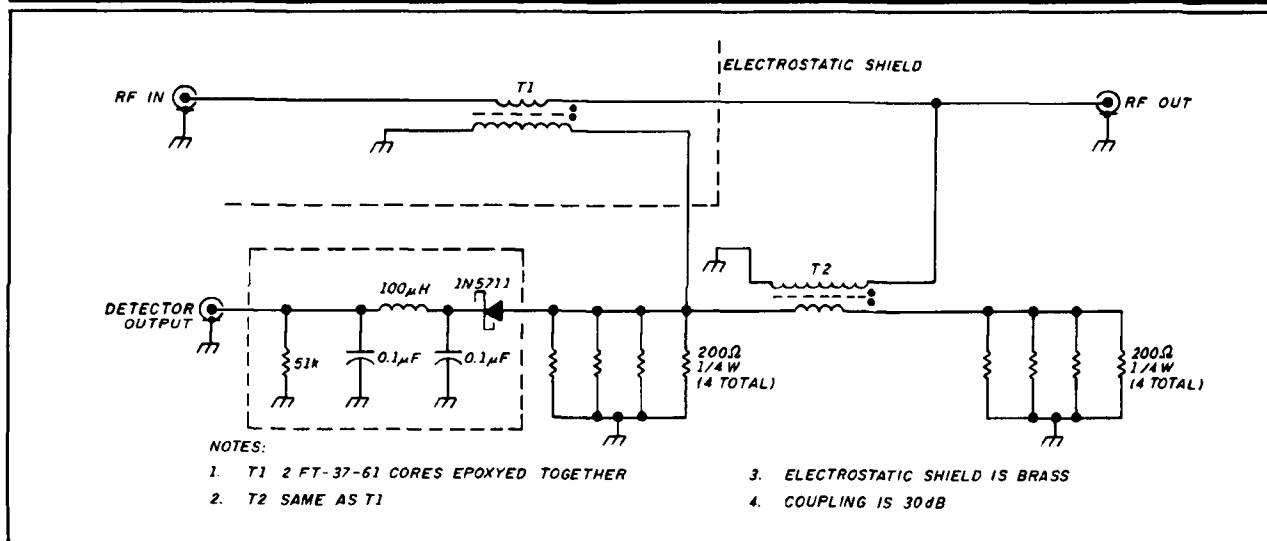 ELECTROSTATIC SHIELD
T1
RF IN
RF OUT
T2
100μH
1N5711
DETECTOR
OUTPUT
51k
0.1μF
0.1μF
200Ω
1/4 W
(4 TOTAL)
200Ω
1/4 W
(4 TOTAL)
NOTES:
1. T1 2 FT-37-61 CORES EPOXYED TOGETHER
2. T2 SAME AS T1
3. ELECTROSTATIC SHIELD IS BRASS
4. COUPLING IS 30dB